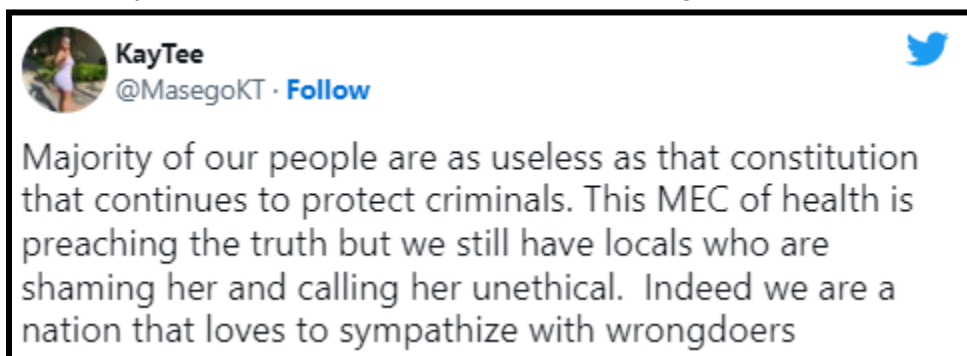 KayTee
@MasegoKT · Follow
Majority of our people are as useless as that constitution
that continues to protect criminals. This MEC of health is
preaching the truth but we still have locals who are
shaming her and calling her unethical.  Indeed we are a
nation that loves to sympathize with wrongdoers